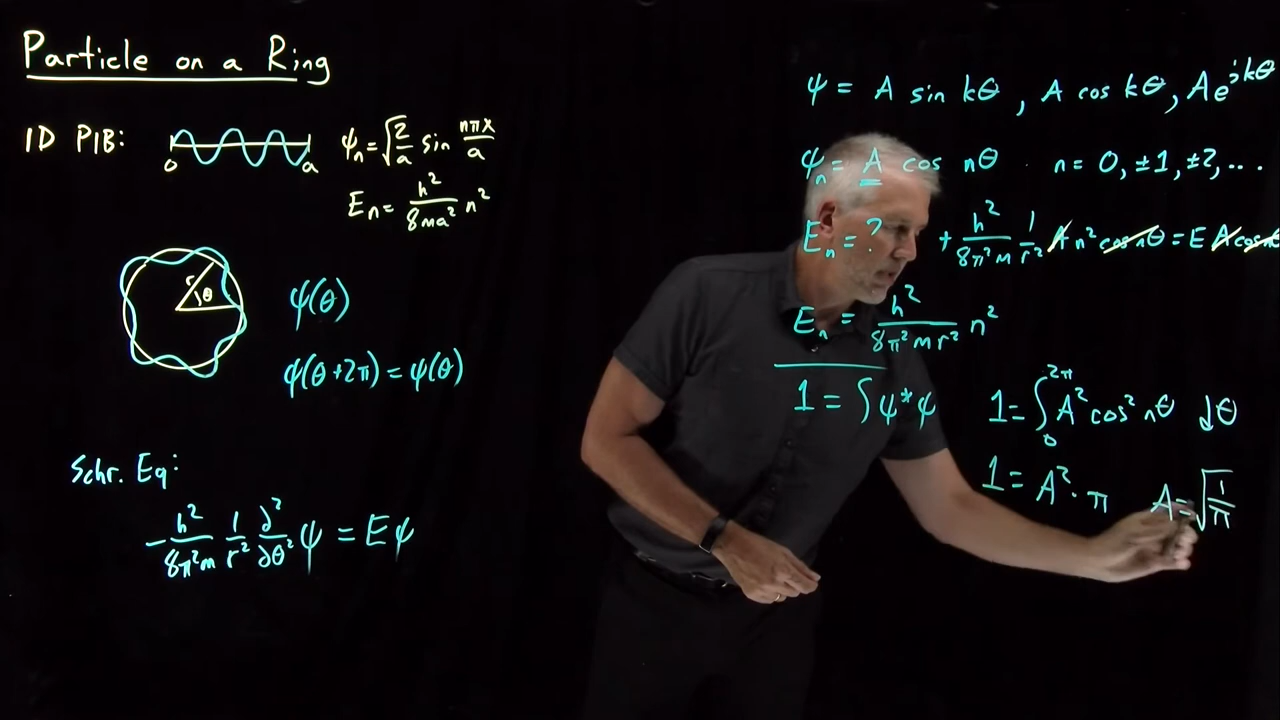 Particle on a Ring
1D PIB: 0 a ψₙ = √(2/a) sin nπx/a
Eₙ = h²/8ma² n²
r θ
ψ(θ)
ψ(θ+2π) = ψ(θ)
Schr. Eq:
- h²/8π²m 1/r² ∂²/∂θ² ψ = Eψ
ψ = A sin kθ, A cos kθ, Ae^ikθ
ψₙ = A cos nθ n = 0, ±1, ±2, ...
Eₙ = ? + h²/8π²m 1/r² A n² cos nθ = E A cos nθ
Eₙ = h²/8π²mr² n²
1 = ∫ψ*ψ 1 = ∫₀^2π A² cos² nθ dθ
1 = A² · π A = √(1/π)